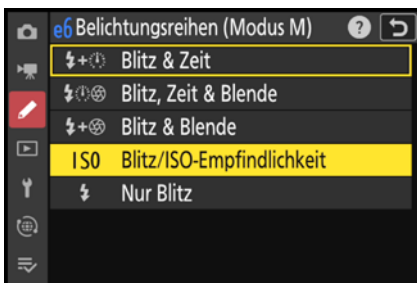 e6 Belichtungsreihen (Modus M) ?
+ Blitz & Zeit
Blitz, Zeit & Blende
+ Blitz & Blende
ISO Blitz/ISO-Empfindlichkeit
Nur Blitz